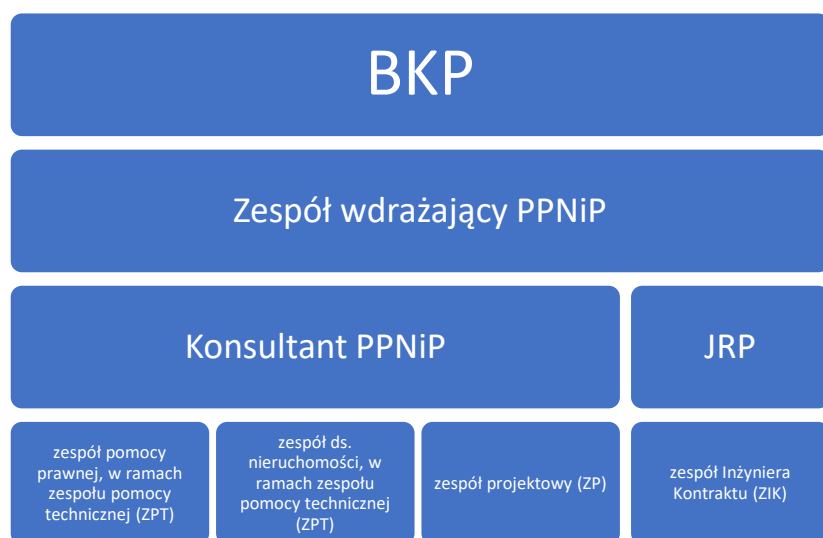 BKP
Zespół wdrażający PPNiP
Konsultant PPNiP
JRP
zespół pomocy
prawnej, w ramach
zespołu pomocy
technicznej (ZPT)
zespół ds.
nieruchomości, w
ramach zespołu
pomocy technicznej
(ZPT)
zespół projektowy (ZP)
zespół Inżyniera
Kontraktu (ZIK)